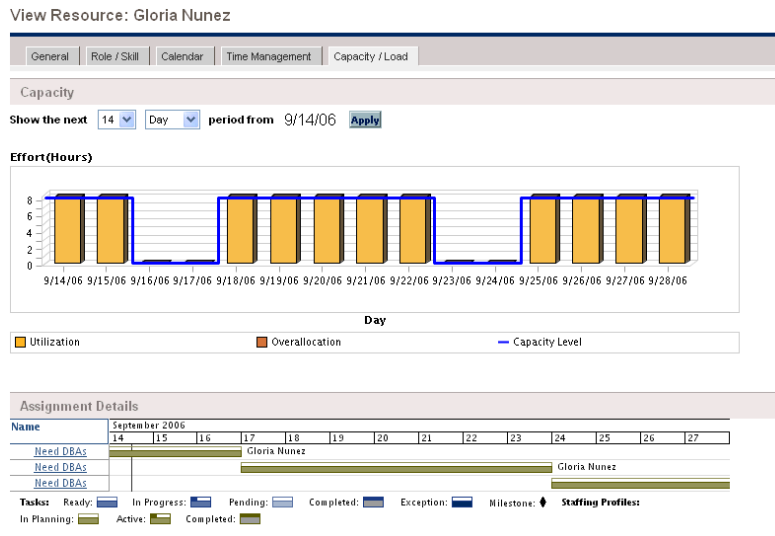 View Resource: Gloria Nunez
General Role / Skill Calendar Time Management Capacity / Load
Capacity
Show the next 14 Day period from 9/14/06 Apply
Effort(Hours)
8
6
4
2
0
9/14/06 9/15/06 9/16/06 9/17/06 9/18/06 9/19/06 9/20/06 9/21/06 9/22/06 9/23/06 9/24/06 9/25/06 9/26/06 9/27/06 9/28/06
Day
Utilization Overallocation Capacity Level
Assignment Details
Name September 2006
14 15 16 17 18 19 20 21 22 23 24 25 26 27
Need DBAs Gloria Nunez
Need DBAs Gloria Nunez
Need DBAs
Tasks: Ready: In Progress: Pending: Completed: Exception: Milestone: Staffing Profiles:
In Planning: Active: Completed: